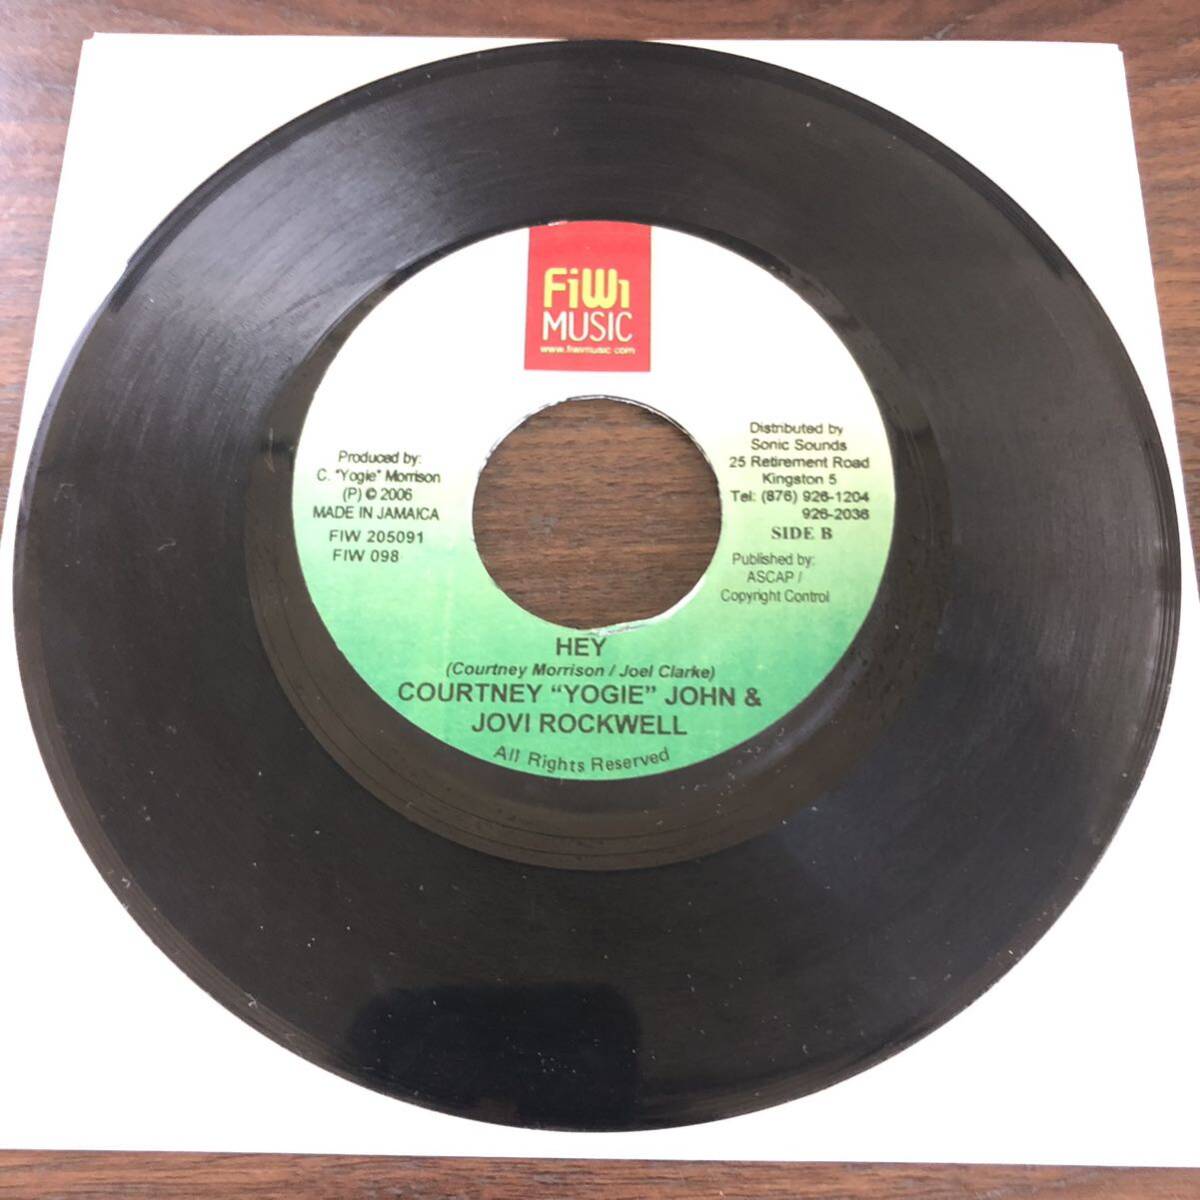 FiWi
MUSIC
www.fiwimusic.com
Produced by:
C. "Yogie" Morrison
(P) © 2006
MADE IN JAMAICA
FIW 205091
FIW 098
Distributed by
Sonic Sounds
25 Retirement Road
Kingston 5
Tel: (876) 926-1204
926-2036
SIDE B
Published by:
ASCAP /
Copyright Control
HEY
(Courtney Morrison / Joel Clarke)
COURTNEY "YOGIE" JOHN &
JOVI ROCKWELL
All Rights Reserved